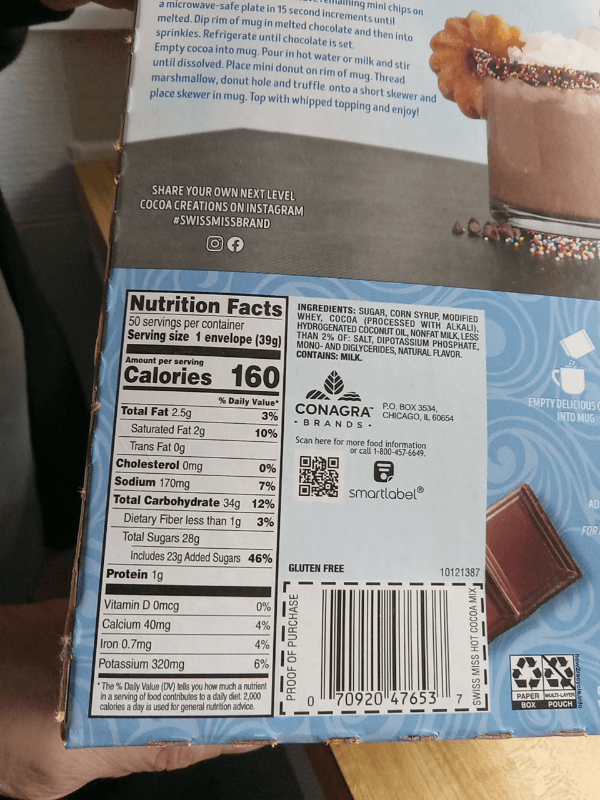 maining mini chips on
a microwave-safe plate in 15 second increments until
melted. Dip rim of mug in melted chocolate and then into
sprinkles. Refrigerate until chocolate is set.
Empty cocoa into mug. Pour in hot water or milk and stir
until dissolved. Place mini donut on rim of mug. Thread
marshmallow, donut hole and truffle onto a short skewer and
place skewer in mug. Top with whipped topping and enjoy!
SHARE YOUR OWN NEXT LEVEL
COCOA CREATIONS ON INSTAGRAM
#SWISSMISSBRAND
Nutrition Facts
50 servings per container
Serving size 1 envelope (39g)
Amount per serving
Calories 160
% Daily Value*
Total Fat 2.5g 3%
Saturated Fat 2g 10%
Trans Fat 0g
Cholesterol 0mg 0%
Sodium 170mg 7%
Total Carbohydrate 34g 12%
Dietary Fiber less than 1g 3%
Total Sugars 28g
Includes 23g Added Sugars 46%
Protein 1g
Vitamin D 0mcg 0%
Calcium 40mg 4%
Iron 0.7mg 4%
Potassium 320mg 6%
* The % Daily Value (DV) tells you how much a nutrient
in a serving of food contributes to a daily diet. 2,000
calories a day is used for general nutrition advice.
INGREDIENTS: SUGAR, CORN SYRUP, MODIFIED
WHEY, COCOA (PROCESSED WITH ALKALI),
HYDROGENATED COCONUT OIL, NONFAT MILK, LESS
THAN 2% OF: SALT, DIPOTASSIUM PHOSPHATE,
MONO- AND DIGLYCERIDES, NATURAL FLAVOR.
CONTAINS: MILK.
CONAGRA™
• BRANDS •
P.O. BOX 3534,
CHICAGO, IL 60654
Scan here for more food information
or call 1-800-457-6649.
smartlabel®
GLUTEN FREE
10121387
PROOF OF PURCHASE
0 70920 47653 7
SWISS MISS HOT COCOA MIX
EMPTY DELICIOUS C
INTO MUG
AD
FOR
PAPER
BOX
MULTI-LAYER
POUCH
how2recycle.info